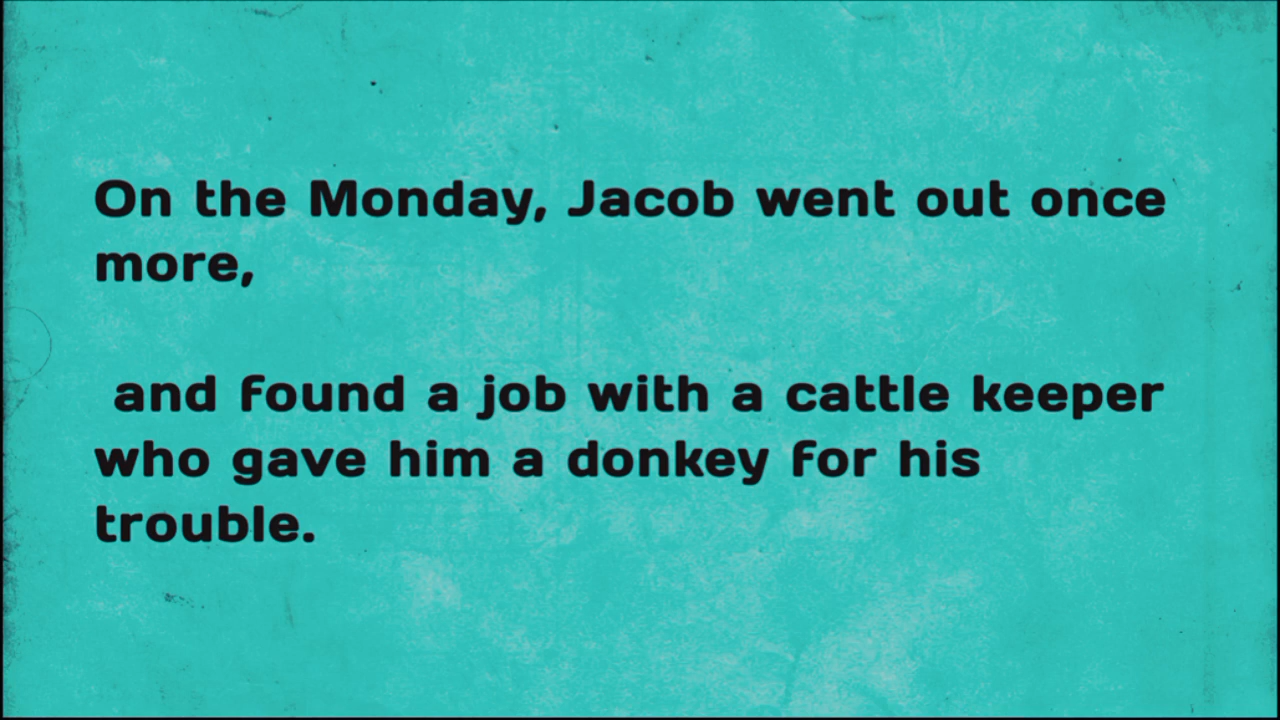 On the Monday, Jacob went out once
more,
and found a job with a cattle keeper
who gave him a donkey for his
trouble.